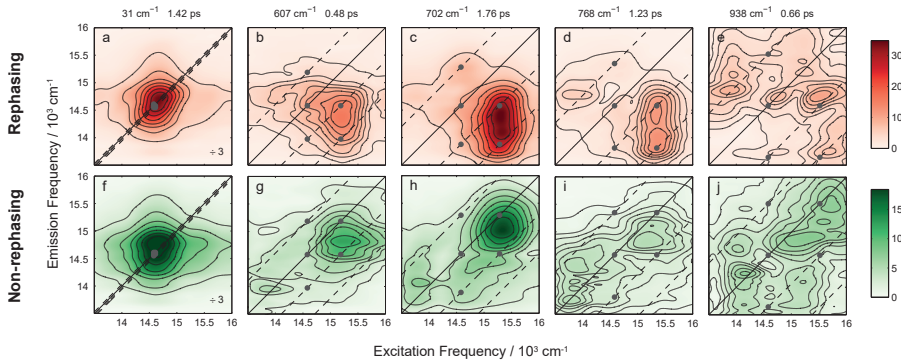 31 cm⁻¹ 1.42 ps
607 cm⁻¹ 0.48 ps
702 cm⁻¹ 1.76 ps
768 cm⁻¹ 1.23 ps
938 cm⁻¹ 0.66 ps
Rephasing
Non-rephasing
Emission Frequency / 10³ cm⁻¹
16
15.5
15
14.5
14
a
÷ 3
b
c
d
e
30
20
10
0
16
15.5
15
14.5
14
f
÷ 3
g
h
i
j
15
10
5
0
14 14.5 15 15.5 16
14 14.5 15 15.5 16
14 14.5 15 15.5 16
14 14.5 15 15.5 16
14 14.5 15 15.5 16
Excitation Frequency / 10³ cm⁻¹